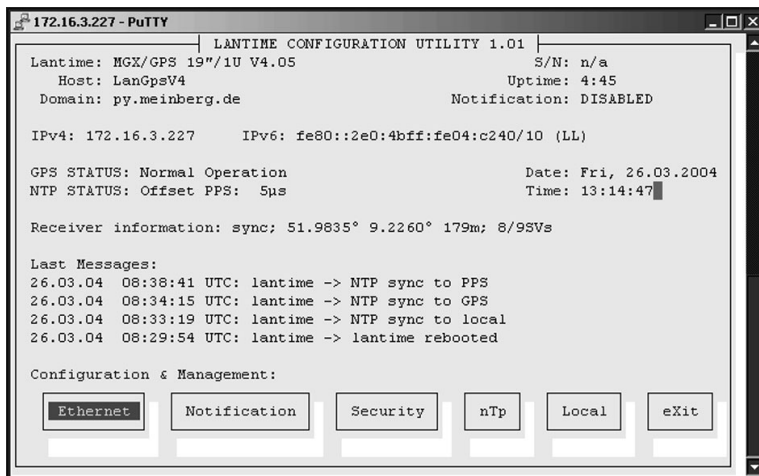 172.16.3.227 - PuTTY
LANTIME CONFIGURATION UTILITY 1.01
Lantime: MGX/GPS 19"/1U V4.05 S/N: n/a
Host: LanGpsV4 Uptime: 4:45
Domain: py.meinberg.de Notification: DISABLED
IPv4: 172.16.3.227 IPv6: fe80::2e0:4bff:fe04:c240/10 (LL)
GPS STATUS: Normal Operation Date: Fri, 26.03.2004
NTP STATUS: Offset PPS: 5µs Time: 13:14:47
Receiver information: sync; 51.9835° 9.2260° 179m; 8/9SVs
Last Messages:
26.03.04 08:38:41 UTC: lantime -> NTP sync to PPS
26.03.04 08:34:15 UTC: lantime -> NTP sync to GPS
26.03.04 08:33:19 UTC: lantime -> NTP sync to local
26.03.04 08:29:54 UTC: lantime -> lantime rebooted
Configuration & Management:
Ethernet Notification Security nTp Local eXit